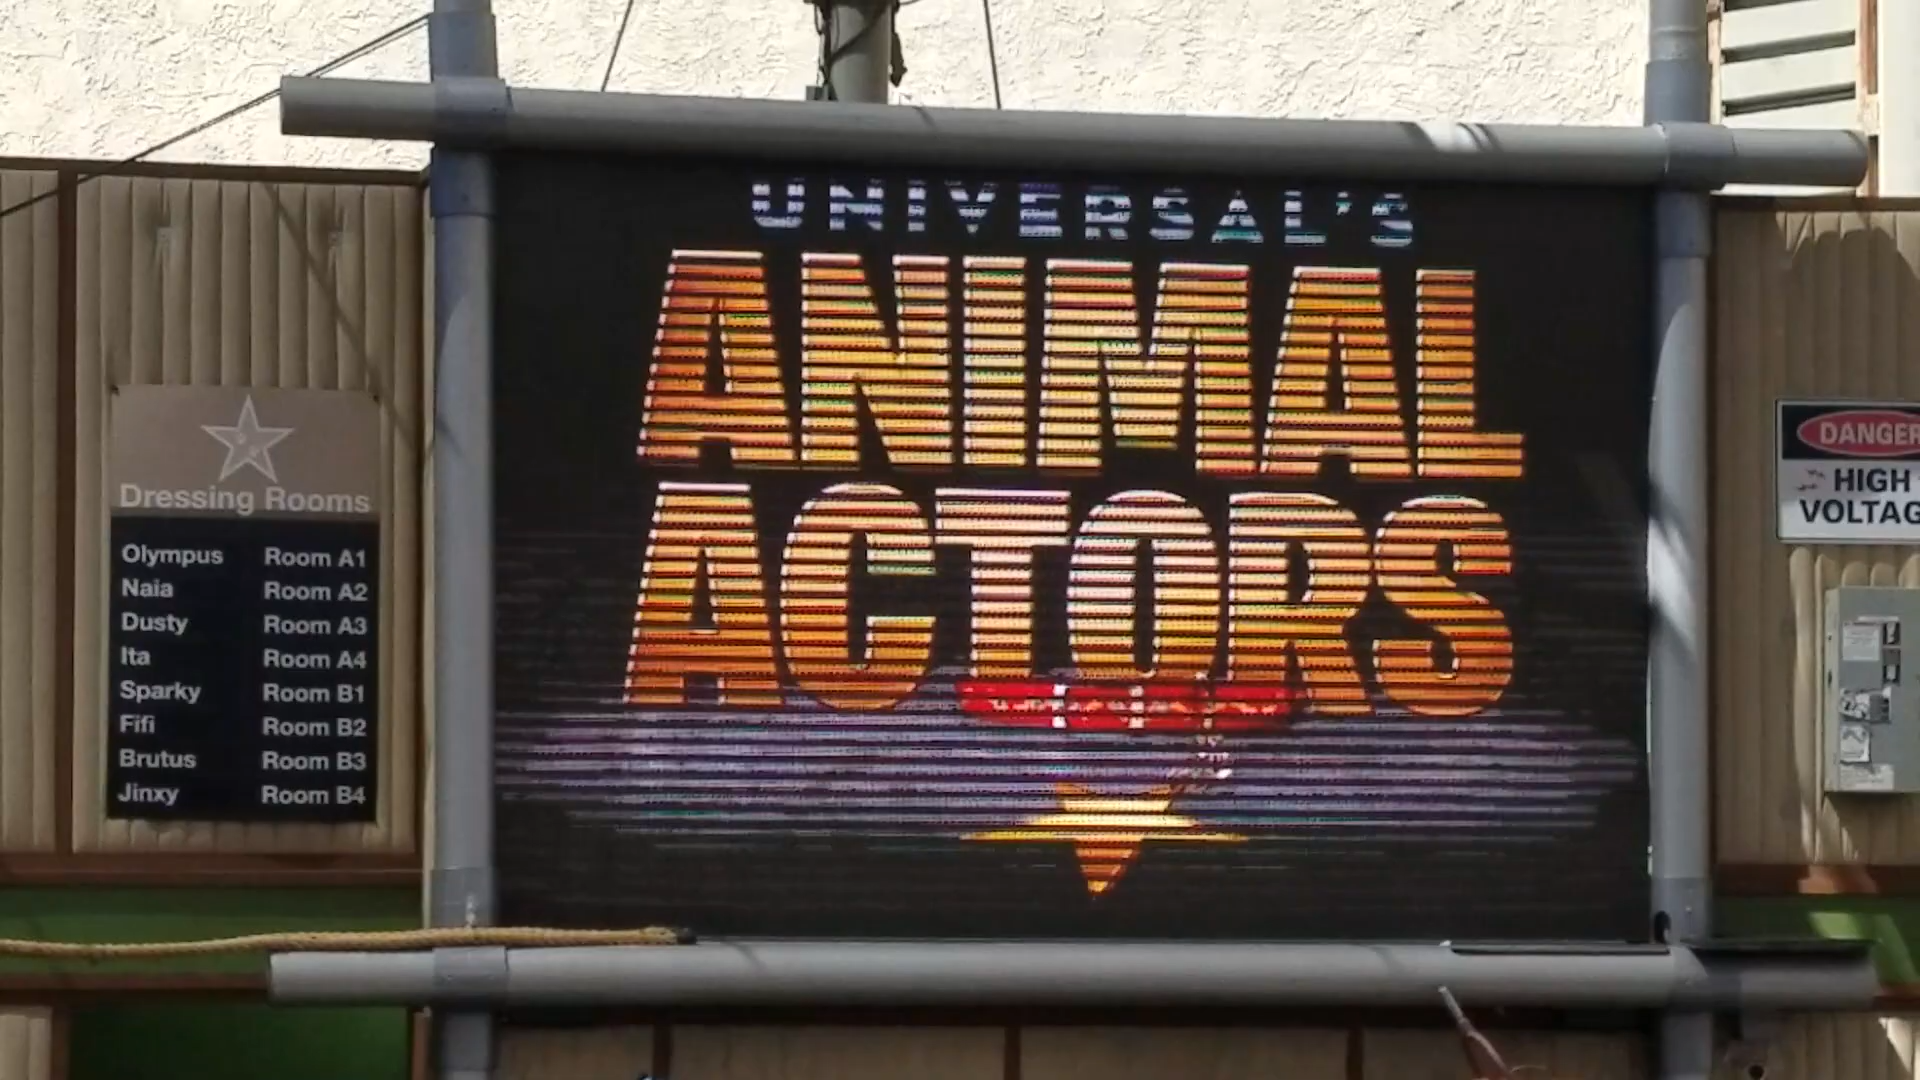 UNIVERSAL'S
ANIMAL
ACTORS
Dressing Rooms
Olympus Room A1
Naia Room A2
Dusty Room A3
Ita Room A4
Sparky Room B1
Fifi Room B2
Brutus Room B3
Jinxy Room B4
DANGER
HIGH
VOLTAG